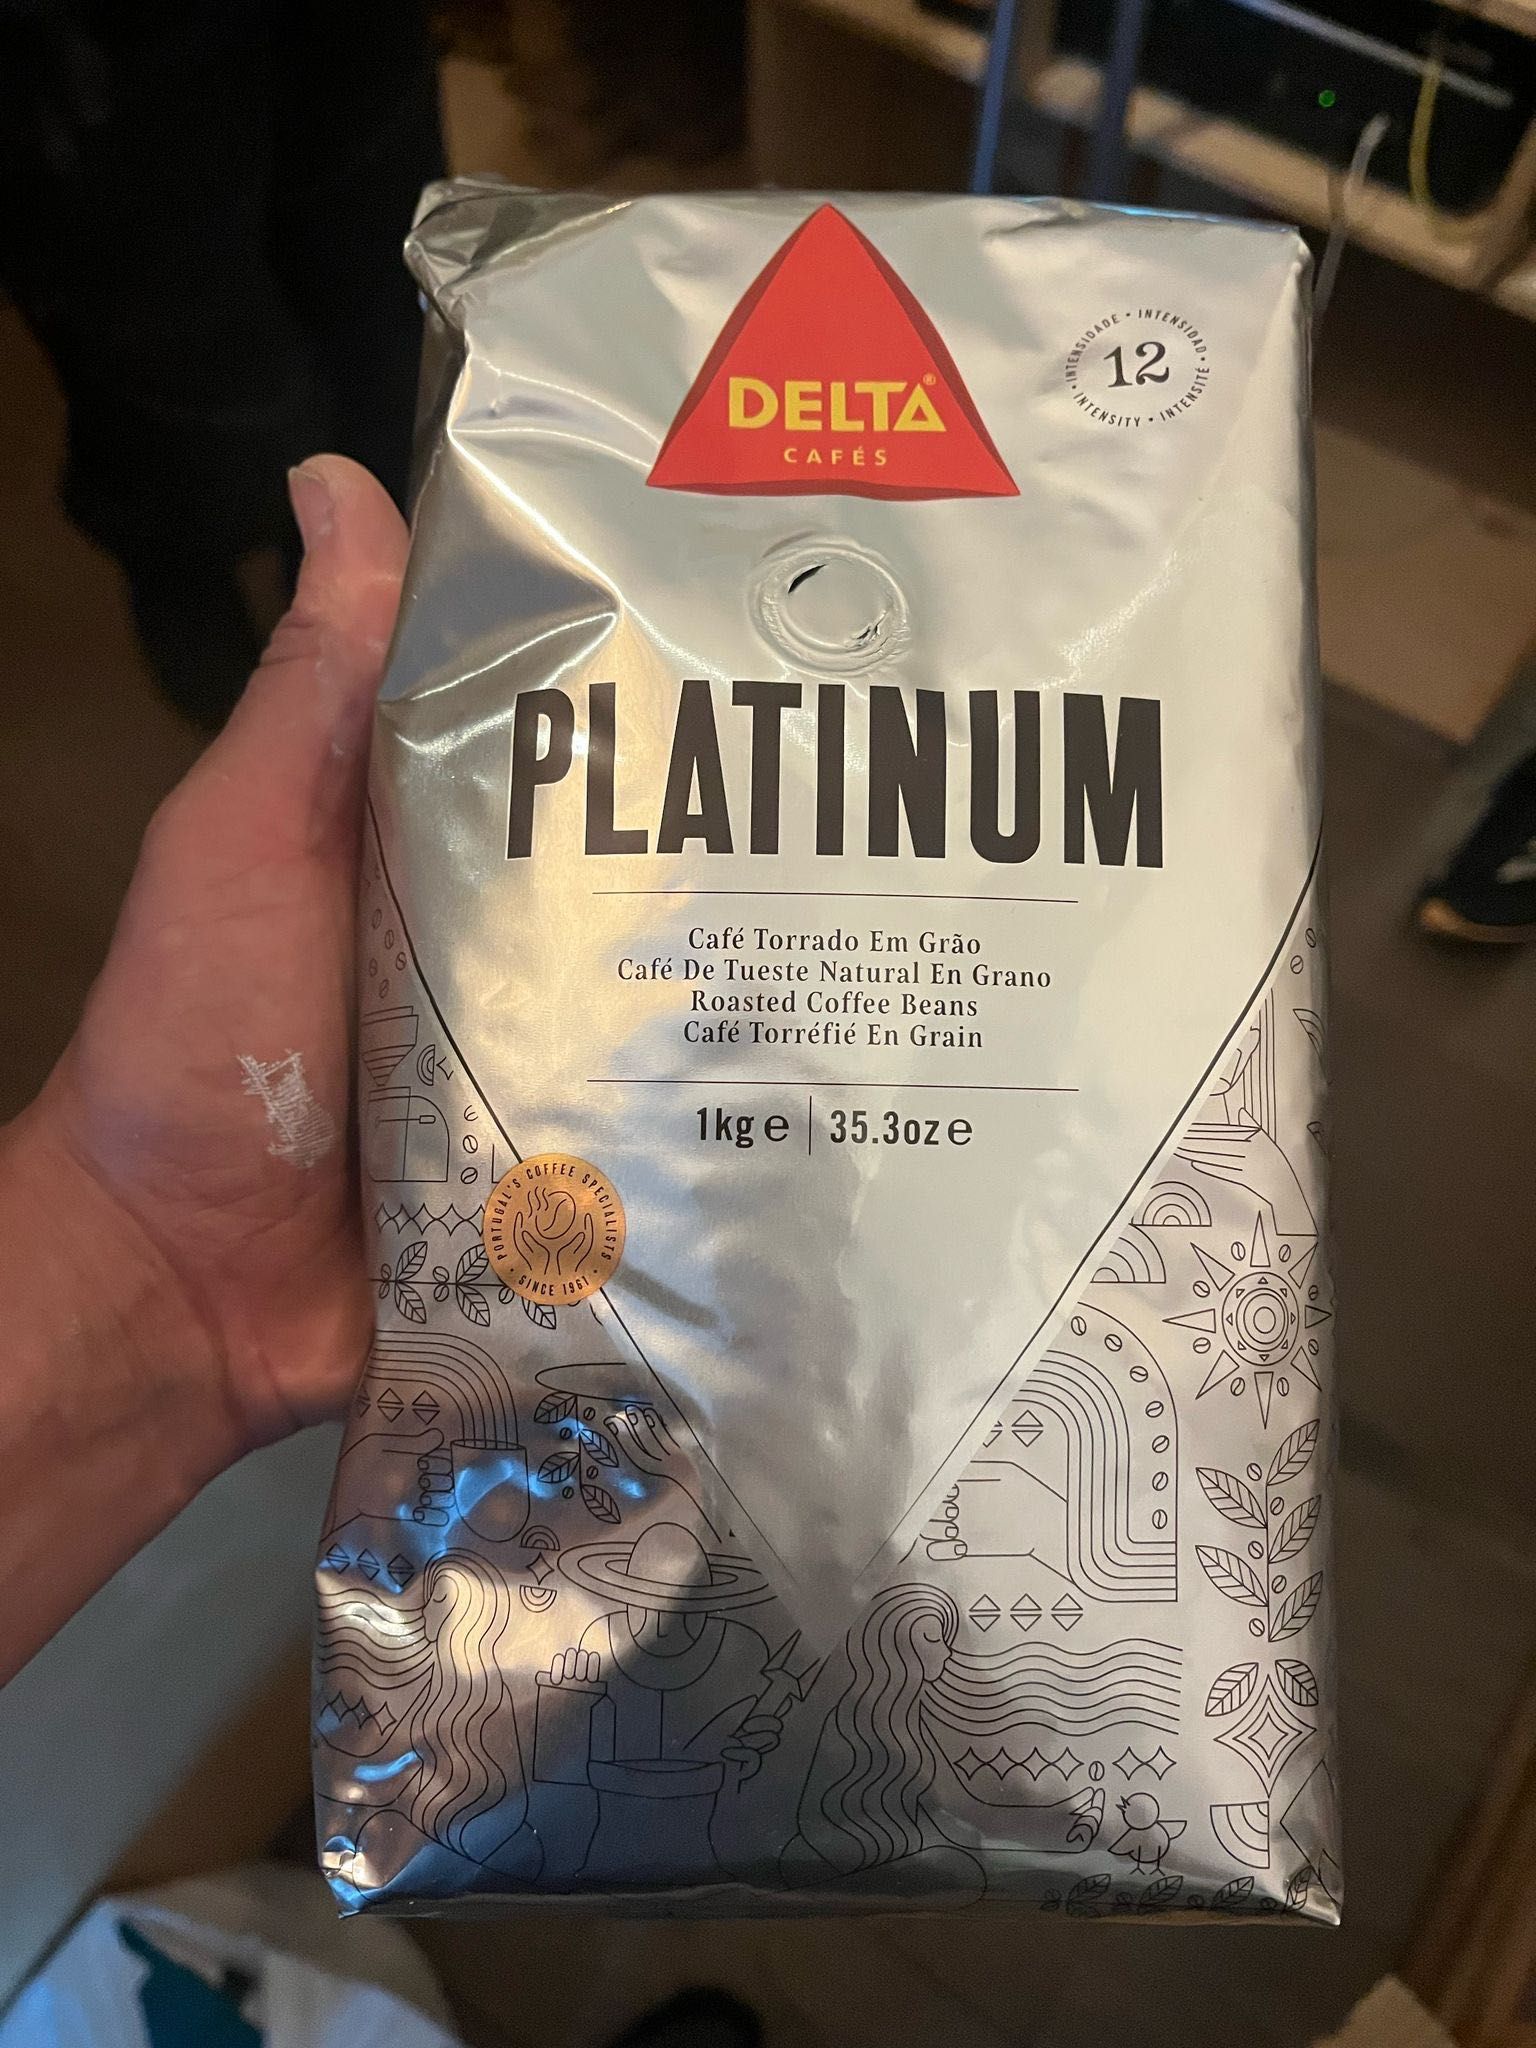 DELTA®
CAFÉS
INTENSIDADE • INTENSIDAD • INTENSITÉ • INTENSITY •
12
PLATINUM
Café Torrado Em Grão
Café De Tueste Natural En Grano
Roasted Coffee Beans
Café Torréfié En Grain
1kg e | 35.3oz e
PORTUGAL'S COFFEE SPECIALISTS
• SINCE 1961 •